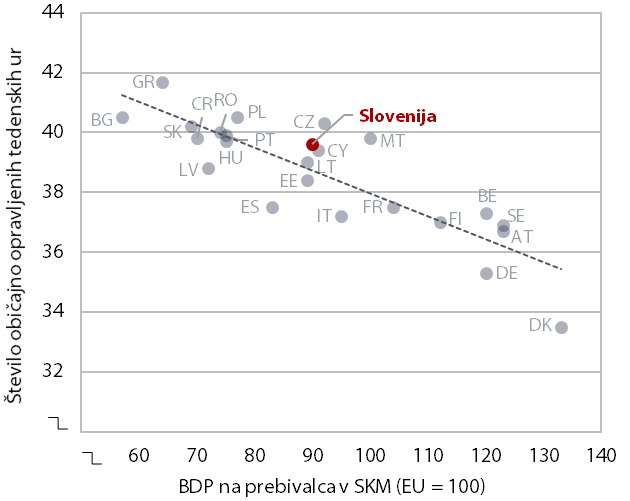 44
42
40
38
36
34
32
Število običajno opravljenih tedenskih ur
GR
BG
CR
RO
PL
SK
PT
HU
LV
CZ
Slovenija
MT
CY
LT
EE
ES
IT
FR
FI
BE
SE
AT
DE
DK
60 70 80 90 100 110 120 130 140
BDP na prebivalca v SKM (EU = 100)